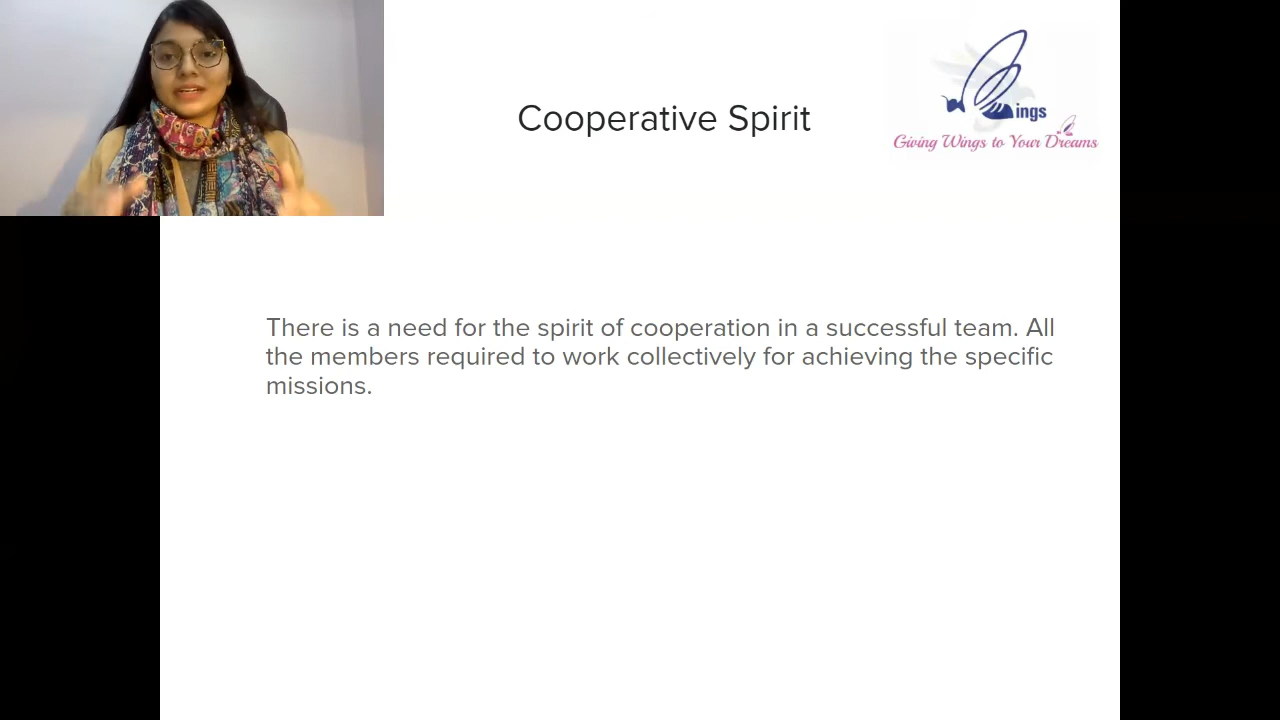 Cooperative Spirit
ings
Giving Wings to Your Dreams
There is a need for the spirit of cooperation in a successful team. All
the members required to work collectively for achieving the specific
missions.